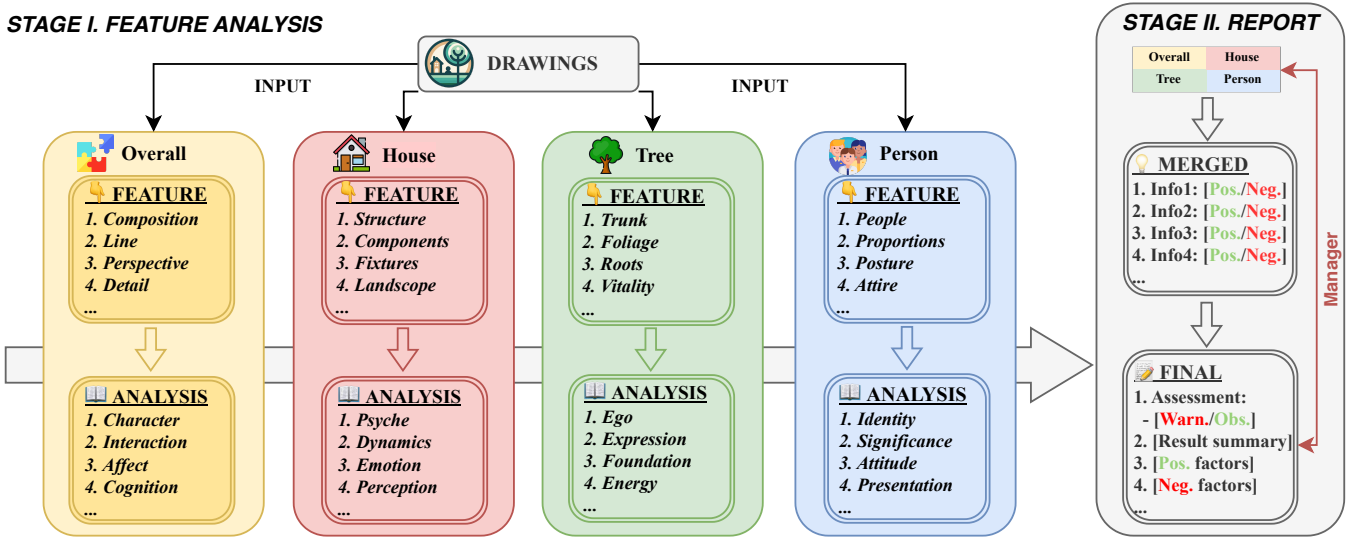 STAGE I. FEATURE ANALYSIS
DRAWINGS
INPUT
INPUT
Overall
FEATURE
1. Composition
2. Line
3. Perspective
4. Detail
...
ANALYSIS
1. Character
2. Interaction
3. Affect
4. Cognition
...
House
FEATURE
1. Structure
2. Components
3. Fixtures
4. Landscope
...
ANALYSIS
1. Psyche
2. Dynamics
3. Emotion
4. Perception
...
Tree
FEATURE
1. Trunk
2. Foliage
3. Roots
4. Vitality
...
ANALYSIS
1. Ego
2. Expression
3. Foundation
4. Energy
...
Person
FEATURE
1. People
2. Proportions
3. Posture
4. Attire
...
ANALYSIS
1. Identity
2. Significance
3. Attitude
4. Presentation
...
STAGE II. REPORT
Overall House
Tree Person
MERGED
1. Info1: [Pos./Neg.]
2. Info2: [Pos./Neg.]
3. Info3: [Pos./Neg.]
4. Info4: [Pos./Neg.]
...
Manager
FINAL
1. Assessment:
- [Warn./Obs.]
2. [Result summary]
3. [Pos. factors]
4. [Neg. factors]
...